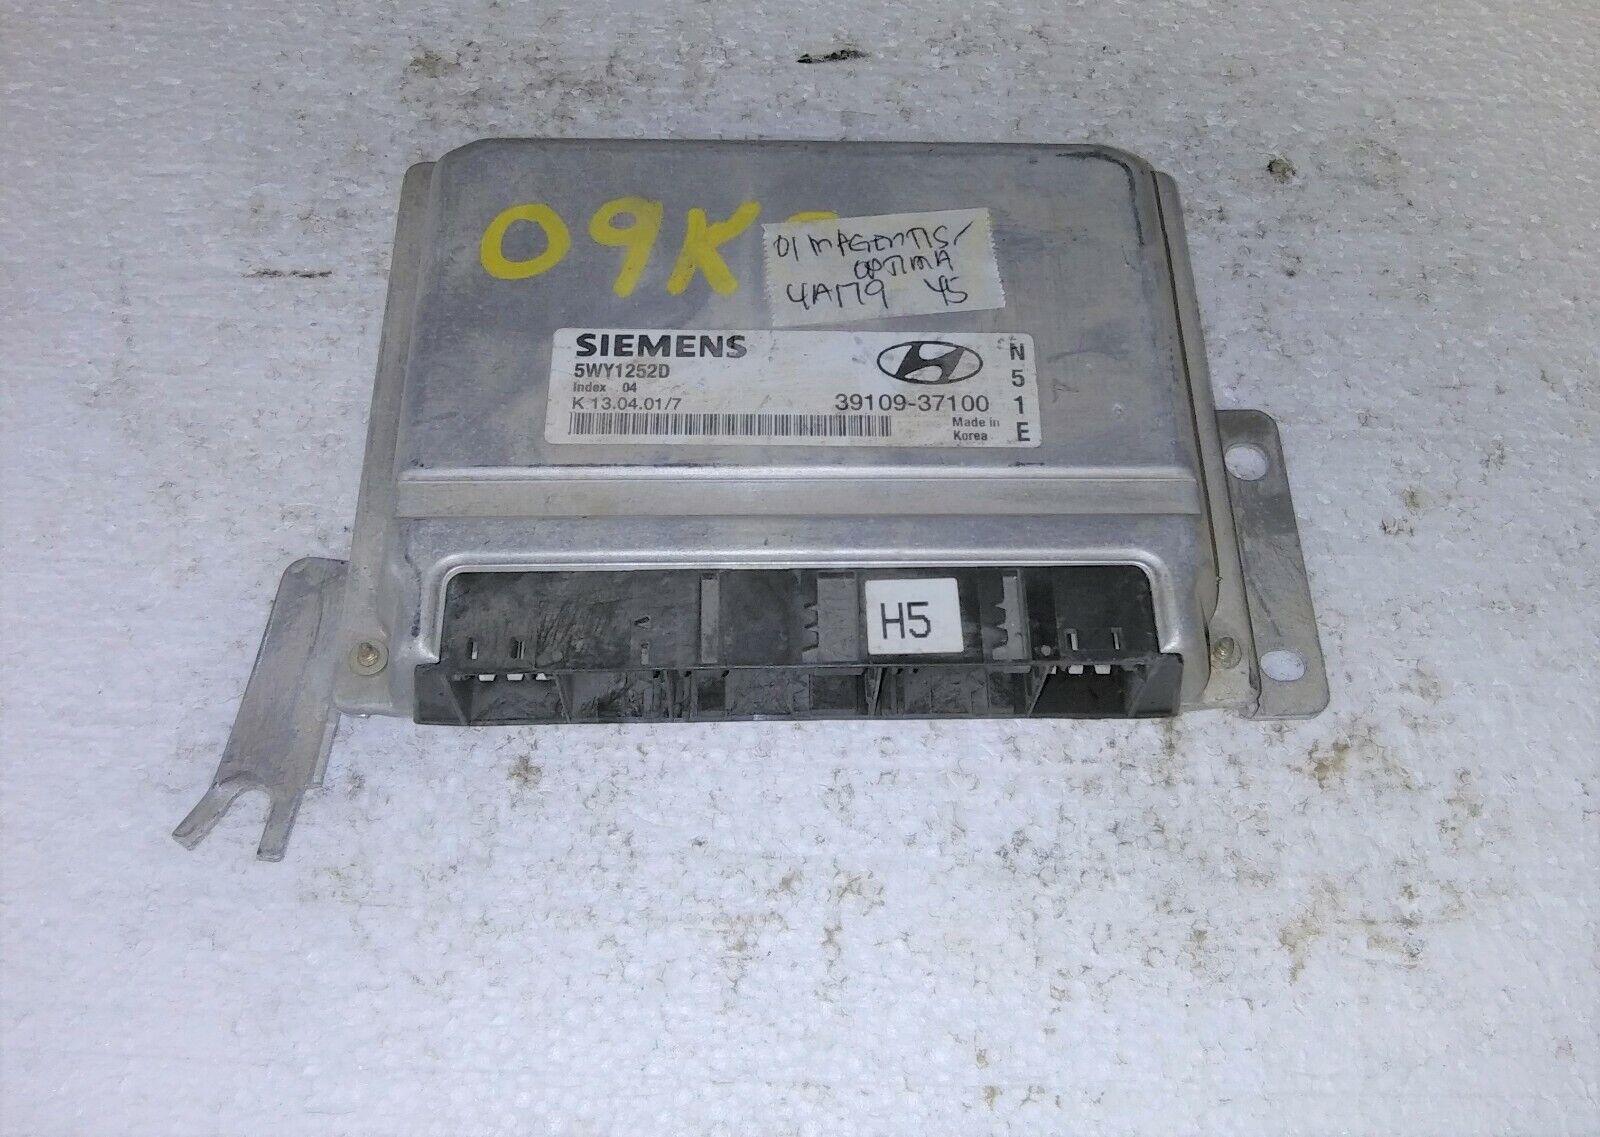 09K
01 MAGENTIS/
OPTIMA
4A179 45
SIEMENS
5WY1252D
Index 04
K 13.04.01/7
39109-37100
Made in
Korea
N
5
1
E
H5